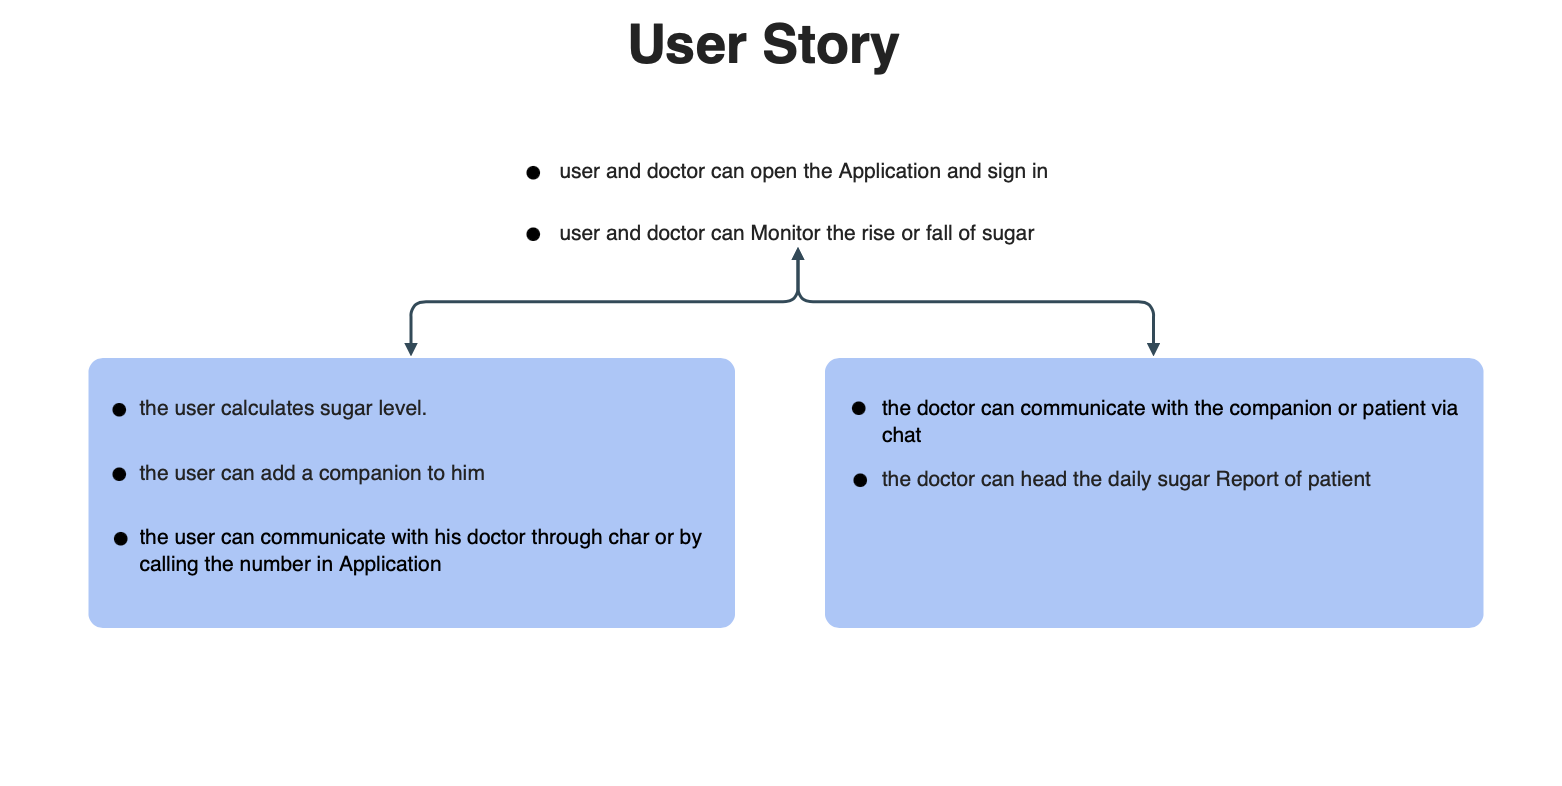 User Story
user and doctor can open the Application and sign in
user and doctor can Monitor the rise or fall of sugar
the user calculates sugar level.
the user can add a companion to him
the user can communicate with his doctor through char or by
calling the number in Application
the doctor can communicate with the companion or patient via
chat
the doctor can head the daily sugar Report of patient